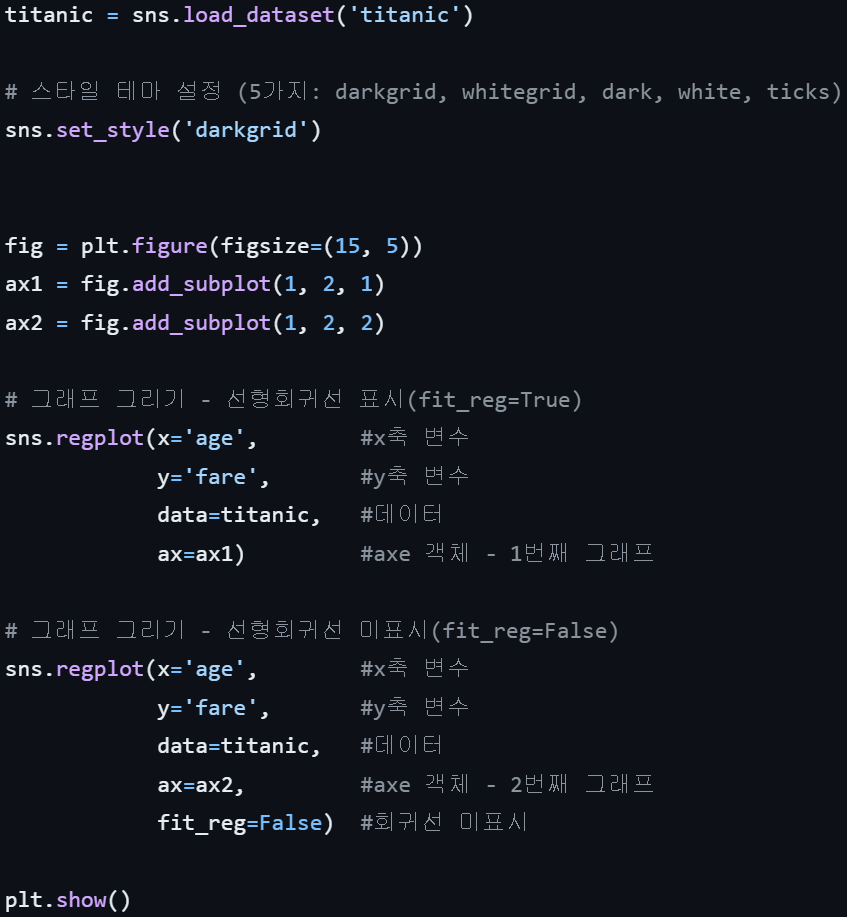 titanic = sns.load_dataset('titanic')
# 스타일 테마 설정 (5가지: darkgrid, whitegrid, dark, white, ticks)
sns.set_style('darkgrid')
fig = plt.figure(figsize=(15, 5))
ax1 = fig.add_subplot(1, 2, 1)
ax2 = fig.add_subplot(1, 2, 2)
# 그래프 그리기 - 선형회귀선 표시(fit_reg=True)
sns.regplot(x='age',        #x축 변수
            y='fare',       #y축 변수
            data=titanic,   #데이터
            ax=ax1)         #axe 객체 - 1번째 그래프
# 그래프 그리기 - 선형회귀선 미표시(fit_reg=False)
sns.regplot(x='age',        #x축 변수
            y='fare',       #y축 변수
            data=titanic,   #데이터
            ax=ax2,         #axe 객체 - 2번째 그래프
            fit_reg=False)  #회귀선 미표시
plt.show()